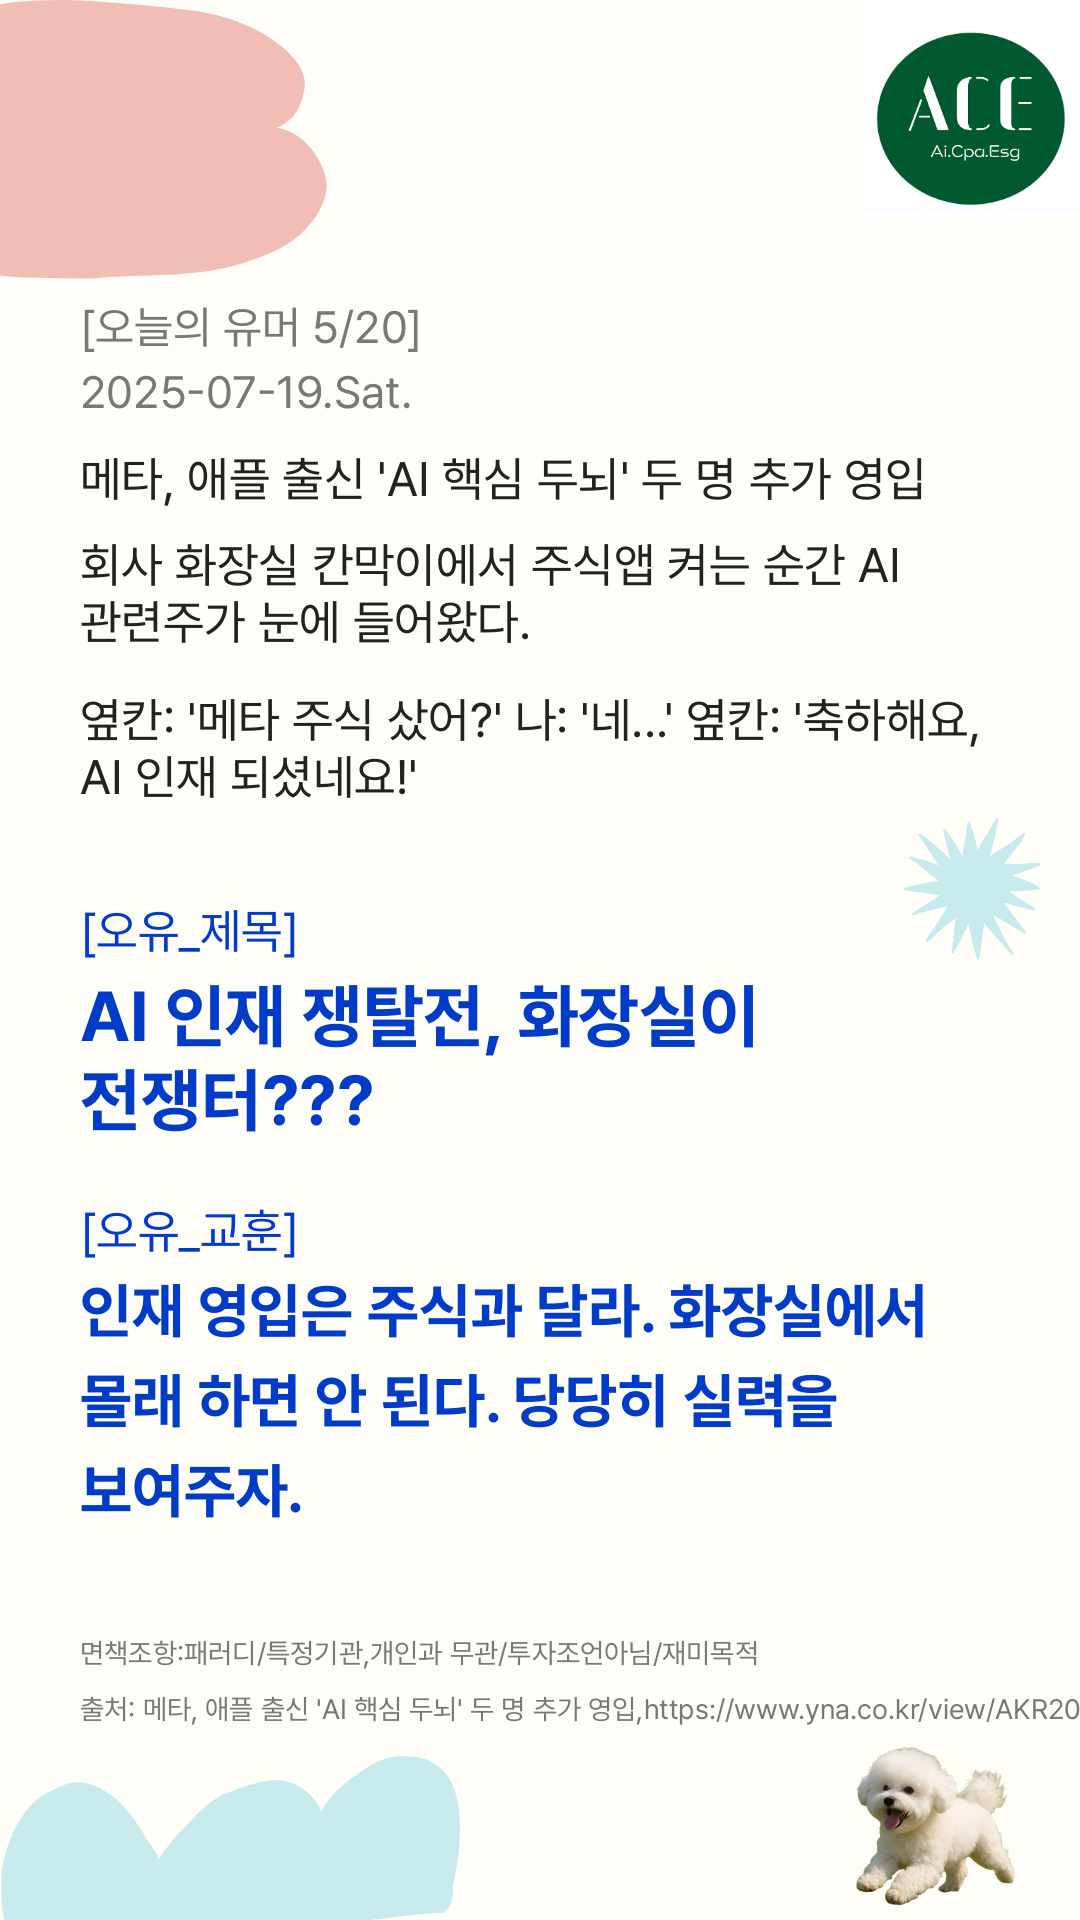 ACE
Ai.Cpa.Esg
[오늘의 유머 5/20]
2025-07-19.Sat.
메타, 애플 출신 'AI 핵심 두뇌' 두 명 추가 영입
회사 화장실 칸막이에서 주식앱 켜는 순간 AI
관련주가 눈에 들어왔다.
옆칸: '메타 주식 샀어?' 나: '네...' 옆칸: '축하해요,
AI 인재 되셨네요!'
[오유_제목]
AI 인재 쟁탈전, 화장실이
전쟁터???
[오유_교훈]
인재 영입은 주식과 달라. 화장실에서
몰래 하면 안 된다. 당당히 실력을
보여주자.
면책조항:패러디/특정기관,개인과 무관/투자조언아님/재미목적
출처: 메타, 애플 출신 'AI 핵심 두뇌' 두 명 추가 영입,https://www.yna.co.kr/view/AKR20